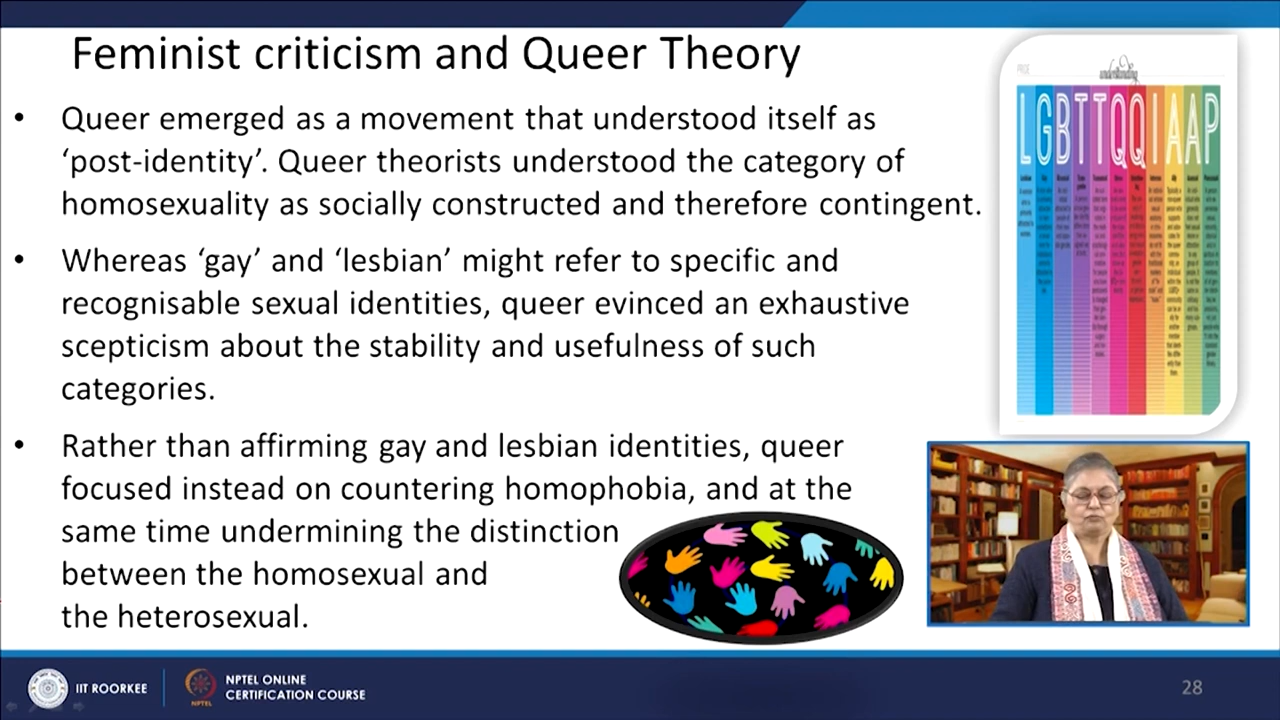 Feminist criticism and Queer Theory
• Queer emerged as a movement that understood itself as
‘post-identity’. Queer theorists understood the category of
homosexuality as socially constructed and therefore contingent.
• Whereas ‘gay’ and ‘lesbian’ might refer to specific and
recognisable sexual identities, queer evinced an exhaustive
scepticism about the stability and usefulness of such
categories.
• Rather than affirming gay and lesbian identities, queer
focused instead on countering homophobia, and at the
same time undermining the distinction
between the homosexual and
the heterosexual.
understanding
LGBTTQQIAAP
IIT ROORKEE
NPTEL
NPTEL ONLINE
CERTIFICATION COURSE
28